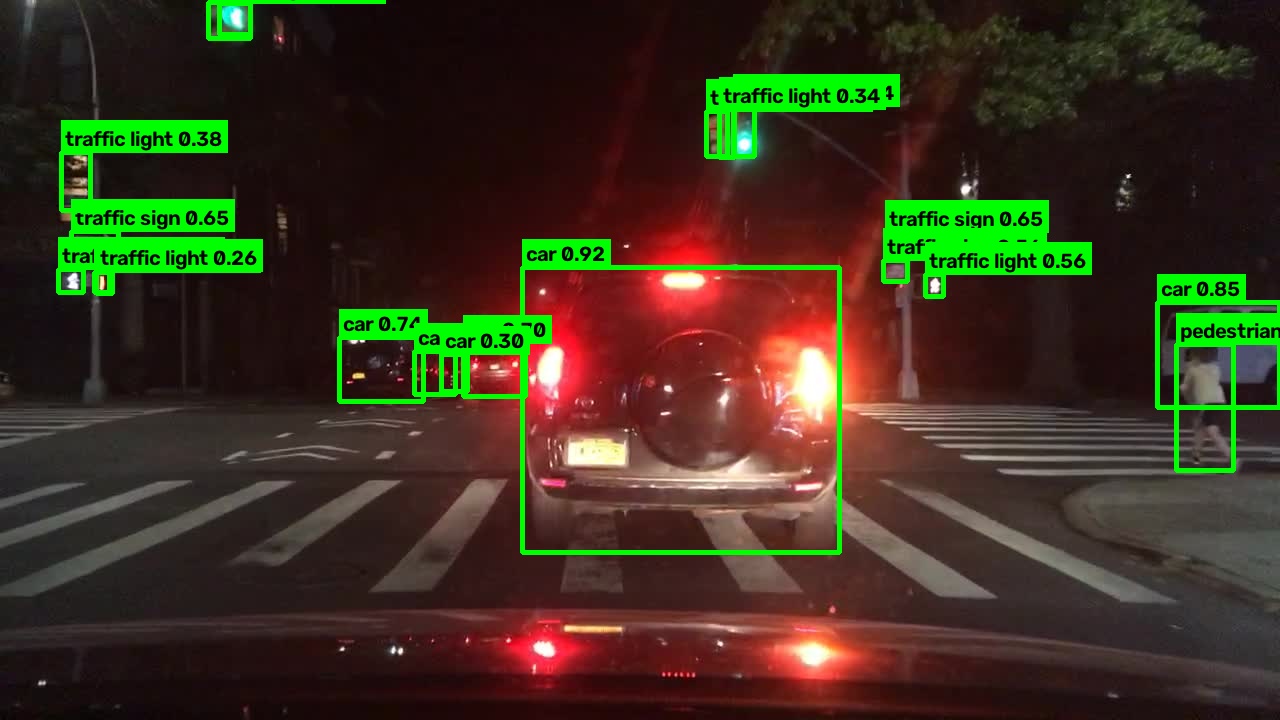 traffic light 0.34
traffic light 0.38
traffic sign 0.65
traffic sign 0.65
traffic light 0.26
traffic light 0.56
car 0.92
car 0.85
car 0.74
car 0.30
pedestrian